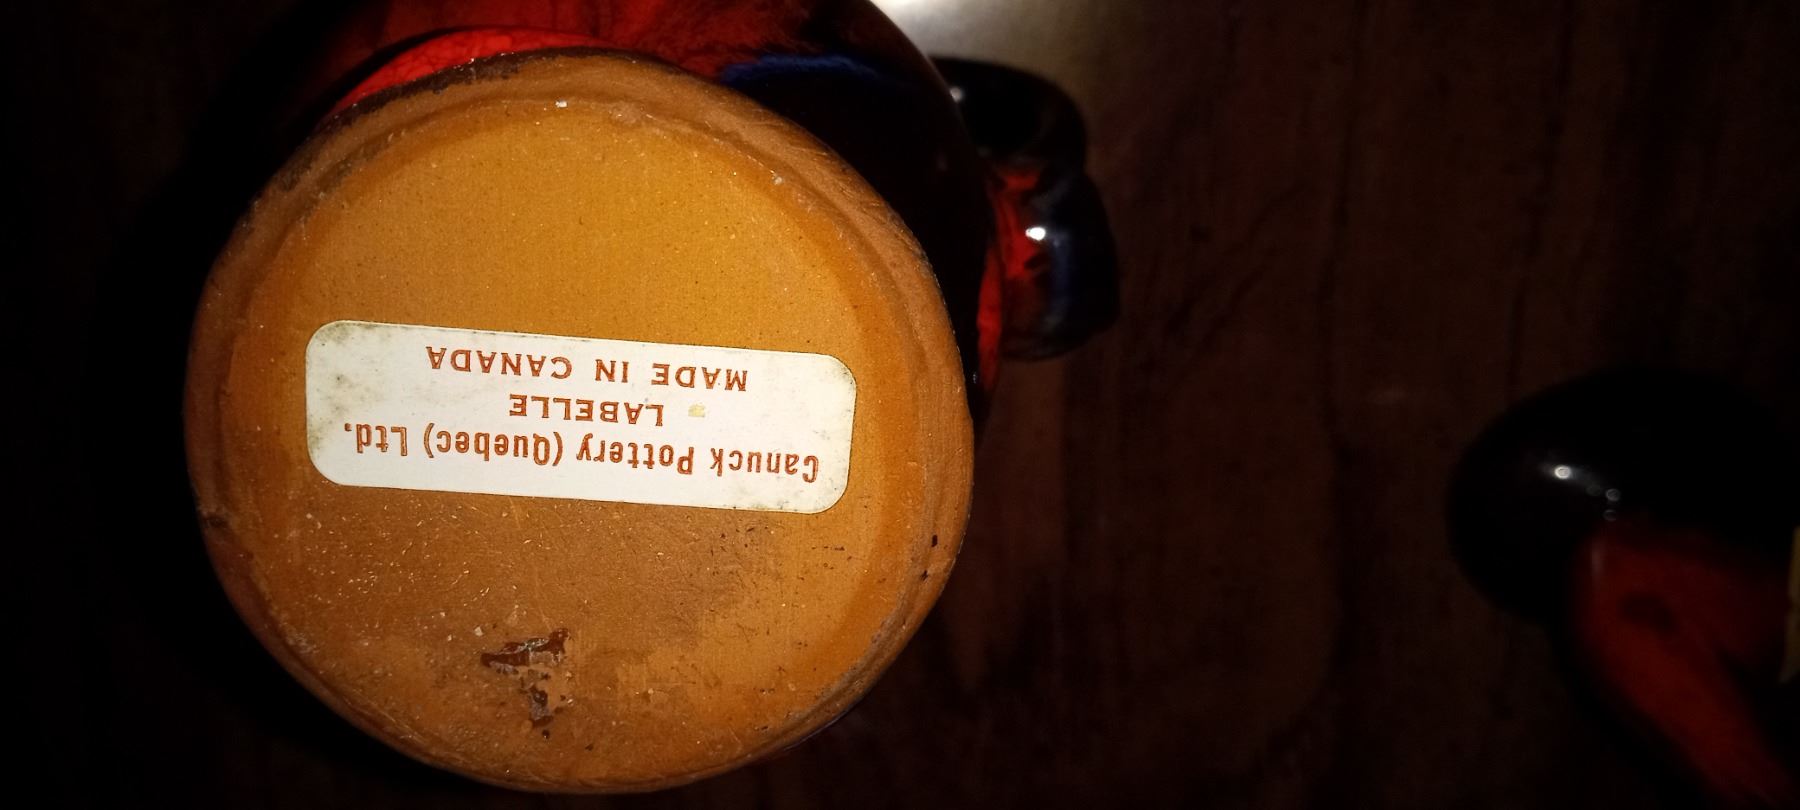 Canuck Pottery (Quebec) Ltd.
LABELLE
MADE IN CANADA